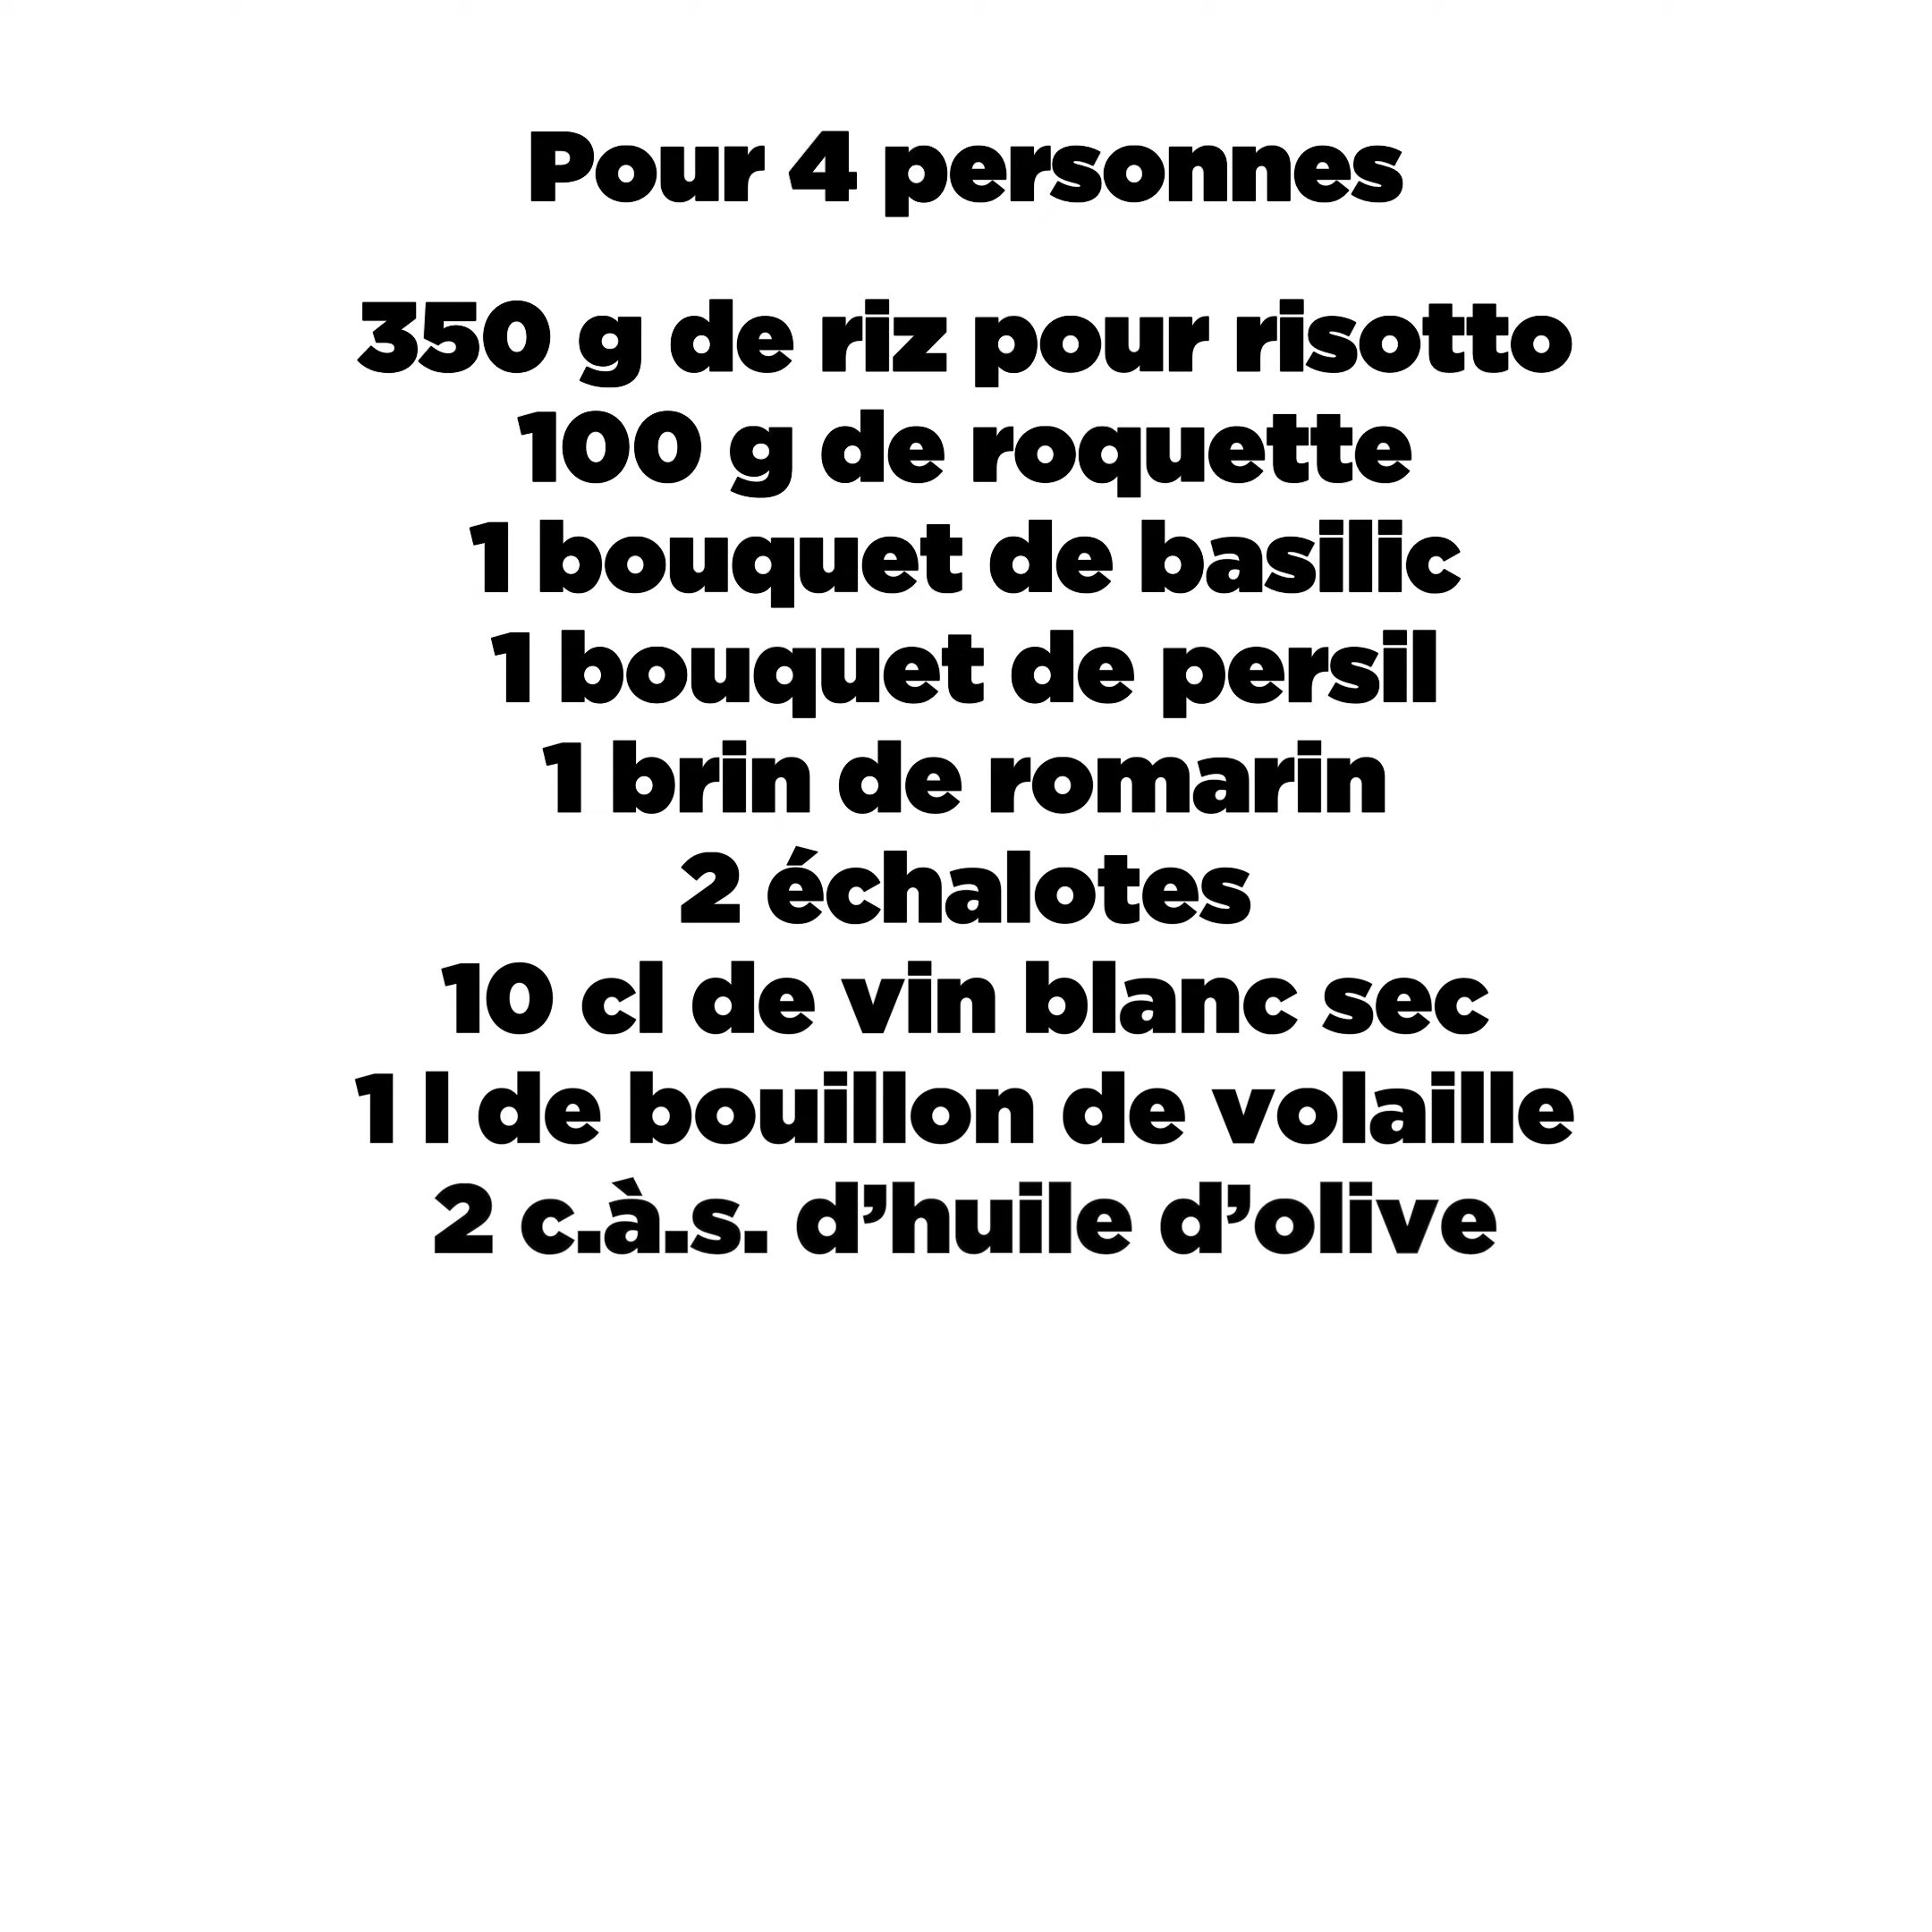 Pour 4 personnes
350 g de riz pour risotto
100 g de roquette
1 bouquet de basilic
1 bouquet de persil
1 brin de romarin
2 échalotes
10 cl de vin blanc sec
1 l de bouillon de volaille
2 c.à.s. d’huile d’olive